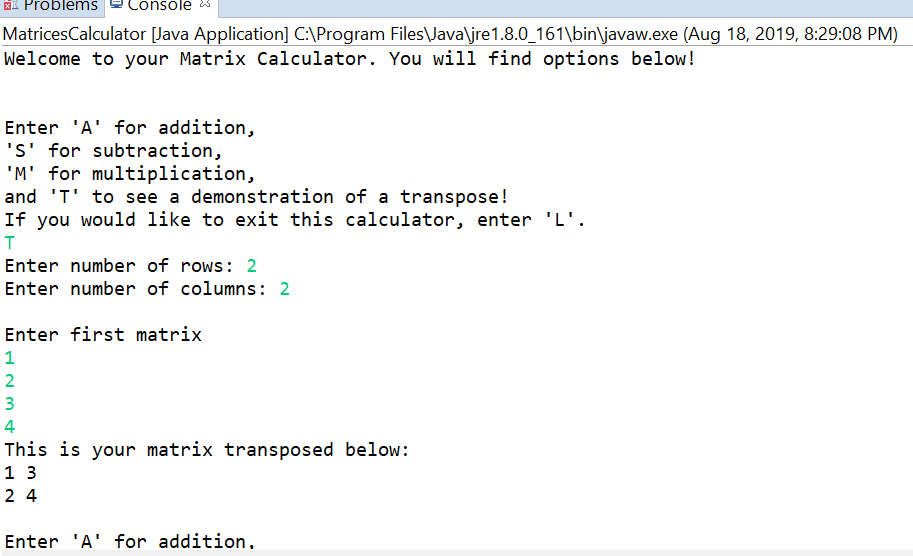 Problems Console
MatricesCalculator [Java Application] C:\Program Files\Java\jre1.8.0_161\bin\javaw.exe (Aug 18, 2019, 8:29:08 PM)
Welcome to your Matrix Calculator. You will find options below!
Enter 'A' for addition,
'S' for subtraction,
'M' for multiplication,
and 'T' to see a demonstration of a transpose!
If you would like to exit this calculator, enter 'L'.
T
Enter number of rows: 2
Enter number of columns: 2
Enter first matrix
1
2
3
4
This is your matrix transposed below:
1 3
2 4
Enter 'A' for addition,